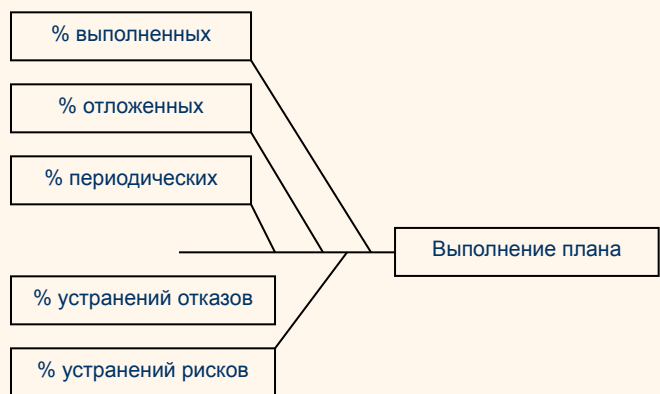 % выполненных
% отложенных
% периодических
Выполнение плана
% устранений отказов
% устранений рисков